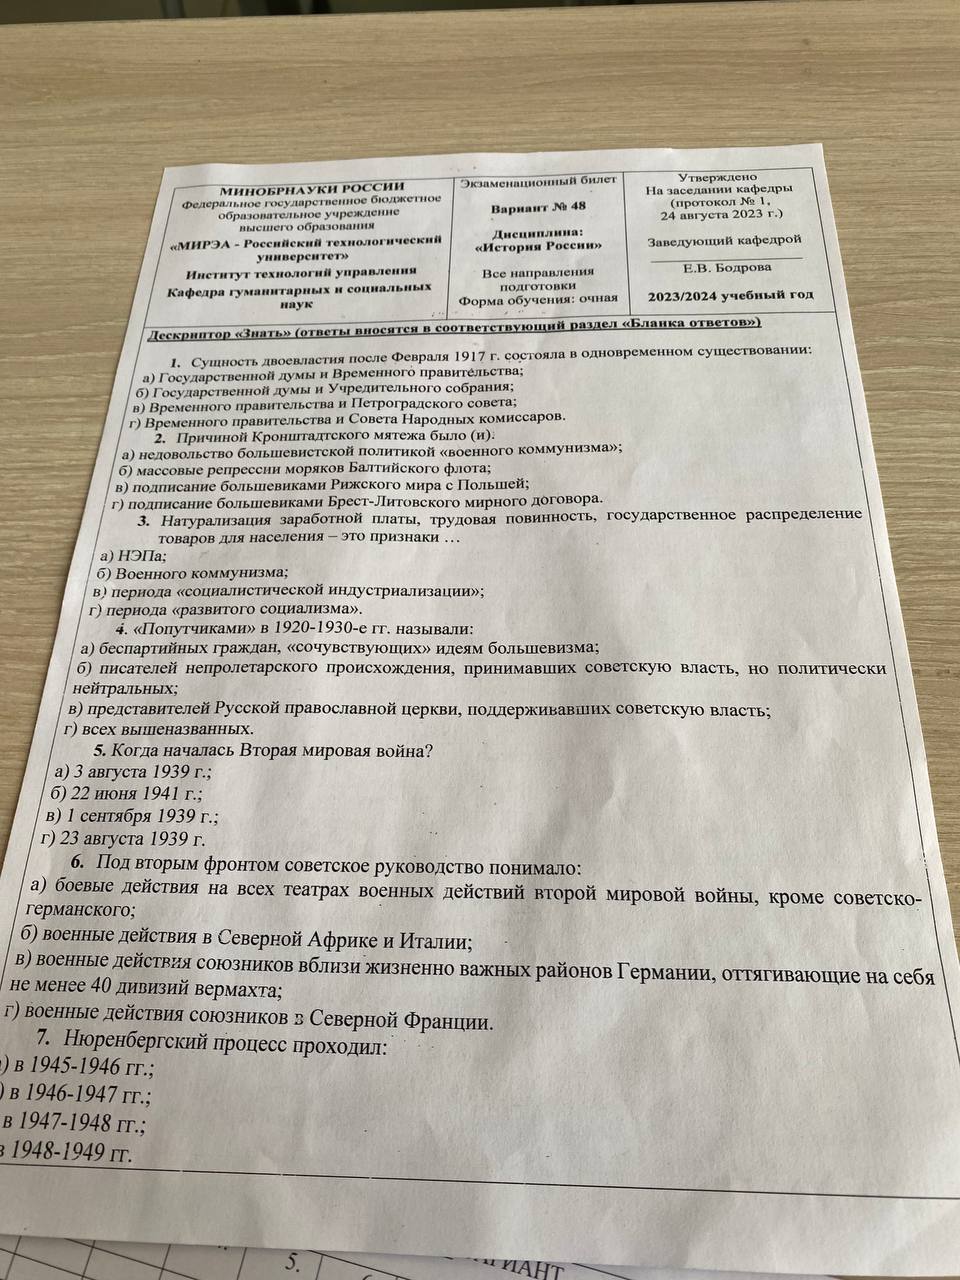 МИНОБРНАУКИ РОССИИ
Федеральное государственное бюджетное
образовательное учреждение
высшего образования
«МИРЭА - Российский технологический
университет»
Институт технологий управления
Кафедра гуманитарных и социальных
наук
Экзаменационный билет
Вариант № 48
Дисциплина:
«История России»
Все направления
подготовки
Форма обучения: очная
Утверждено
На заседании кафедры
(протокол № 1,
24 августа 2023 г.)
Заведующий кафедрой
Е.В. Бодрова
2023/2024 учебный год
Дескриптор «Знать» (ответы вносятся в соответствующий раздел «Бланка ответов»)
1. Сущность двоевластия после Февраля 1917 г. состояла в одновременном существовании:
а) Государственной думы и Временного правительства;
б) Государственной думы и Учредительного собрания;
в) Временного правительства и Петроградского совета;
г) Временного правительства и Совета Народных комиссаров.
2. Причиной Кронштадтского мятежа было (и):
а) недовольство большевистской политикой «военного коммунизма»;
б) массовые репрессии моряков Балтийского флота;
в) подписание большевиками Рижского мира с Польшей;
г) подписание большевиками Брест-Литовского мирного договора.
3. Натурализация заработной платы, трудовая повинность, государственное распределение
товаров для населения – это признаки …
а) НЭПа;
б) Военного коммунизма;
в) периода «социалистической индустриализации»;
г) периода «развитого социализма».
4. «Попутчиками» в 1920-1930-е гг. называли:
а) беспартийных граждан, «сочувствующих» идеям большевизма;
б) писателей непролетарского происхождения, принимавших советскую власть, но политически
нейтральных;
в) представителей Русской православной церкви, поддерживавших советскую власть;
г) всех вышеназванных.
5. Когда началась Вторая мировая война?
а) 3 августа 1939 г.;
б) 22 июня 1941 г.;
в) 1 сентября 1939 г.;
г) 23 августа 1939 г.
6. Под вторым фронтом советское руководство понимало:
а) боевые действия на всех театрах военных действий второй мировой войны, кроме советско-
германского;
б) военные действия в Северной Африке и Италии;
в) военные действия союзников вблизи жизненно важных районов Германии, оттягивающие на себя
не менее 40 дивизий вермахта;
г) военные действия союзников в Северной Франции.
7. Нюренбергский процесс проходил:
) в 1945-1946 гг.;
) в 1946-1947 гг.;
в 1947-1948 гг.;
в 1948-1949 гг.
5.